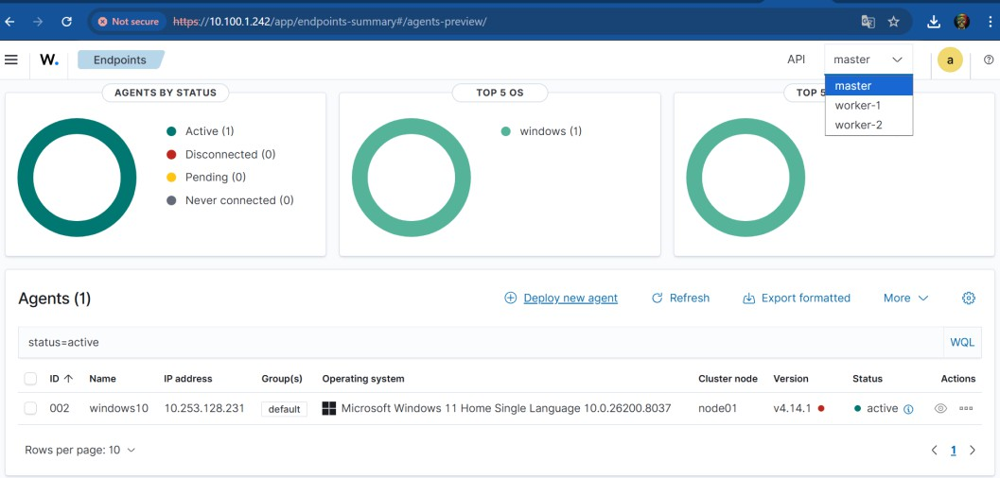 Not secure https://10.100.1.242/app/endpoints-summary#/agents-preview/
W. Endpoints API master a
master
worker-1
worker-2
AGENTS BY STATUS TOP 5 OS TOP 5
Active (1)
Disconnected (0)
Pending (0)
Never connected (0)
windows (1)
Agents (1) Deploy new agent Refresh Export formatted More
status=active WQL
ID Name IP address Group(s) Operating system Cluster node Version Status Actions
002 windows10 10.253.128.231 default Microsoft Windows 11 Home Single Language 10.0.26200.8037 node01 v4.14.1 active
Rows per page: 10 1